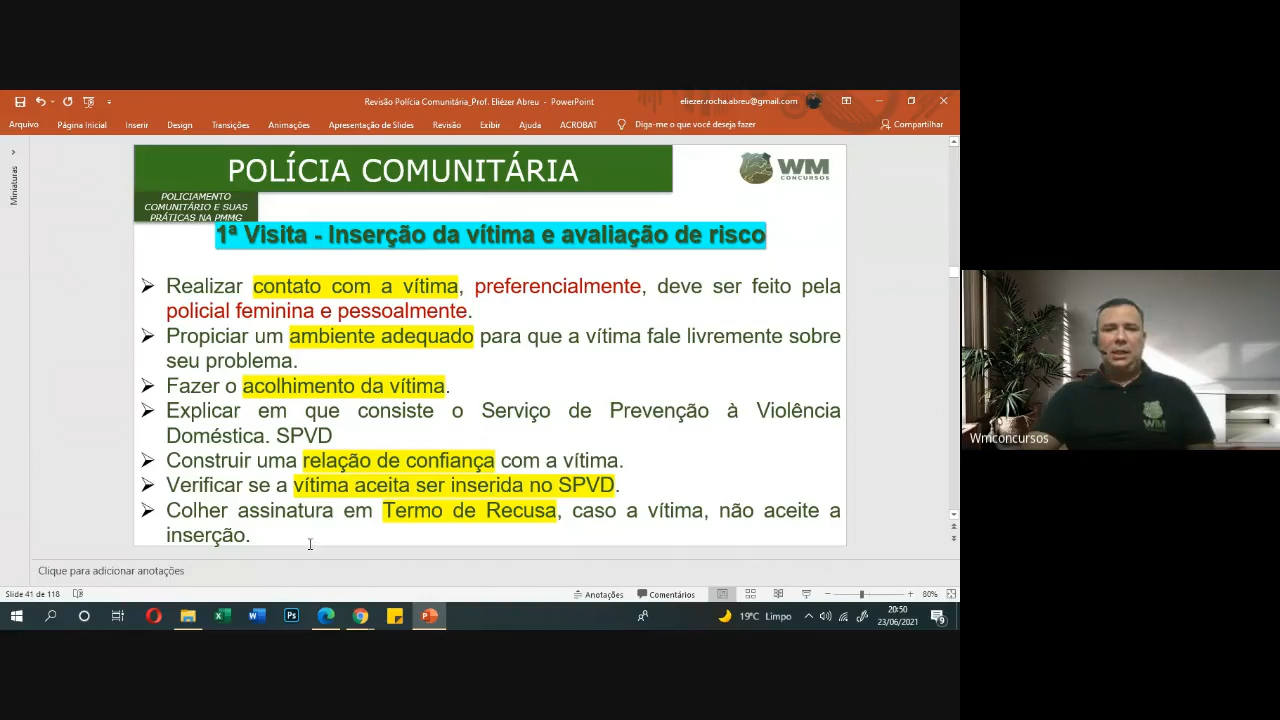 Revisão Polícia Comunitária_Prof. Eliézer Abreu - PowerPoint
eliezer.rocha.abreu@gmail.com
Arquivo Página Inicial Inserir Design Transições Animações Apresentação de Slides Revisão Exibir Ajuda ACROBAT Diga-me o que você deseja fazer Compartilhar
Miniaturas
POLÍCIA COMUNITÁRIA
WM
CONCURSOS
POLICIAMENTO
COMUNITÁRIO E SUAS
PRÁTICAS NA PMMG
1ª Visita - Inserção da vítima e avaliação de risco
Realizar contato com a vítima, preferencialmente, deve ser feito pela
policial feminina e pessoalmente.
Propiciar um ambiente adequado para que a vítima fale livremente sobre
seu problema.
Fazer o acolhimento da vítima.
Explicar em que consiste o Serviço de Prevenção à Violência
Doméstica. SPVD
Construir uma relação de confiança com a vítima.
Verificar se a vítima aceita ser inserida no SPVD.
Colher assinatura em Termo de Recusa, caso a vítima, não aceite a
inserção.
WM
Wmconcursos
Clique para adicionar anotações
Slide 41 de 118 Anotações Comentários 80%
19°C Limpo
20:50
23/06/2021
9